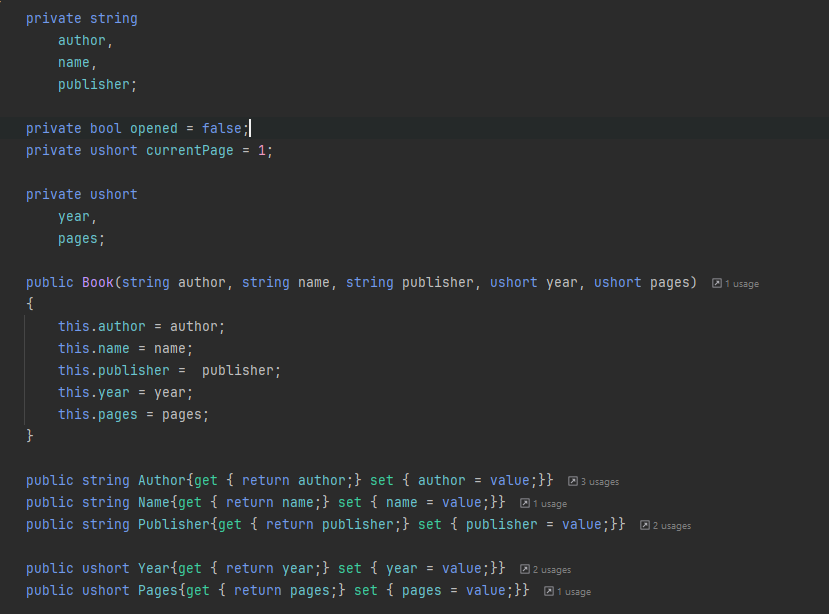 private string
author,
name,
publisher;
private bool opened = false;
private ushort currentPage = 1;
private ushort
year,
pages;
public Book(string author, string name, string publisher, ushort year, ushort pages) 1 usage
{
this.author = author;
this.name = name;
this.publisher =  publisher;
this.year = year;
this.pages = pages;
}
public string Author{get { return author;} set { author = value;}} 3 usages
public string Name{get { return name;} set { name = value;}} 1 usage
public string Publisher{get { return publisher;} set { publisher = value;}} 2 usages
public ushort Year{get { return year;} set { year = value;}} 2 usages
public ushort Pages{get { return pages;} set { pages = value;}} 1 usage